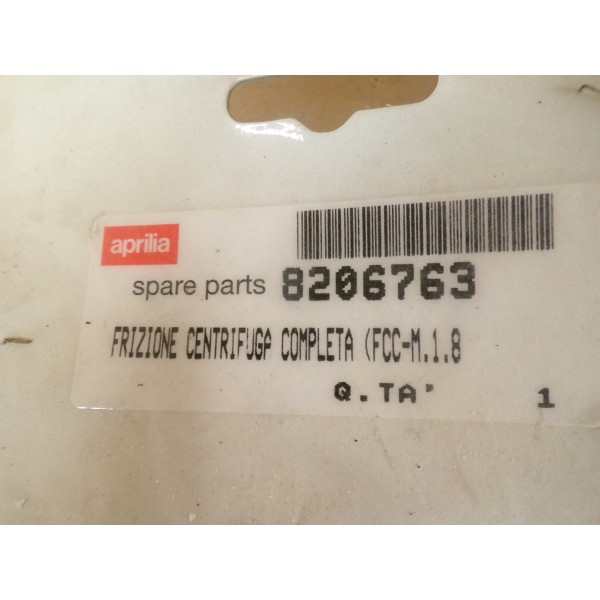 aprilia
spare parts 8206763
FRIZIONE CENTRIFUGA COMPLETA (FCC-M.1.8
Q.TA' 1